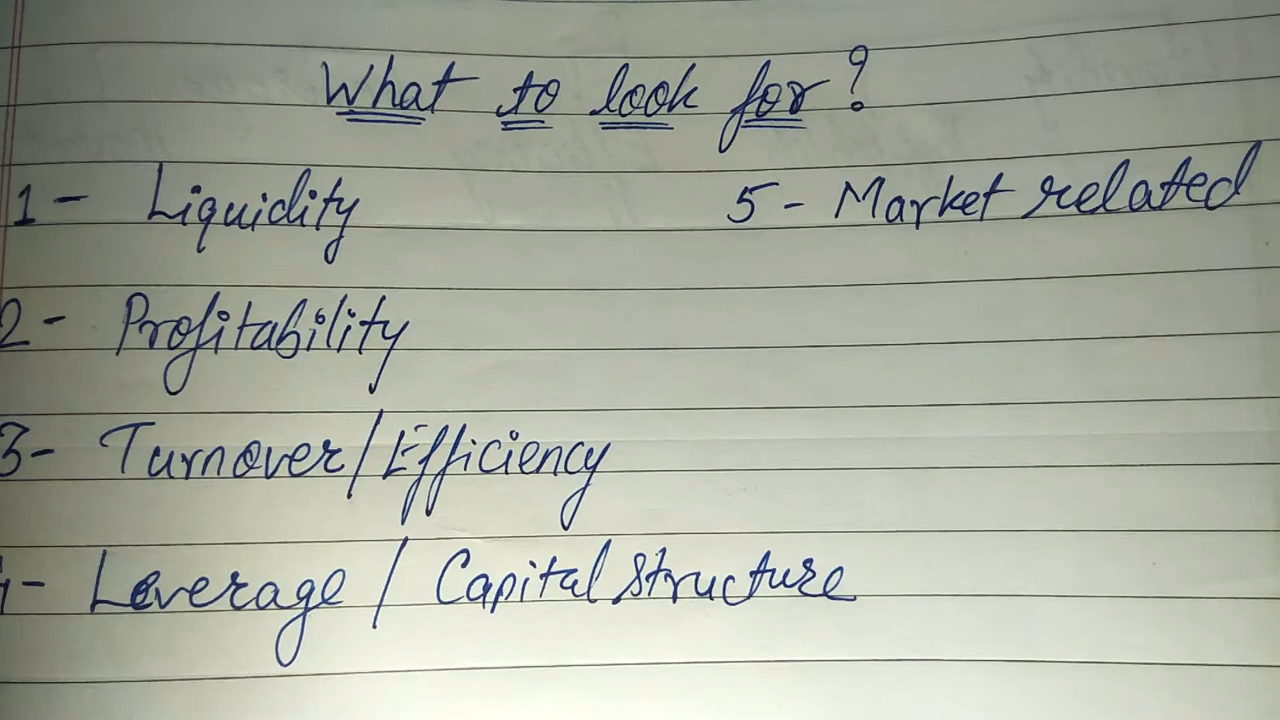 What to look for?
1- Liquidity
2- Profitability
3- Turnover/Efficiency
4- Leverage / Capital structure
5- Market related